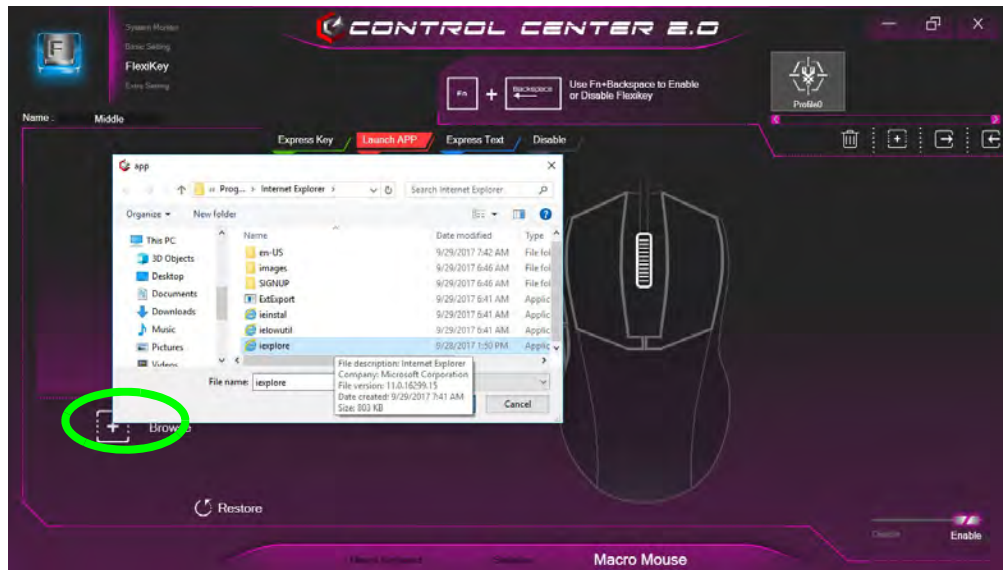 System Monitor
CONTROL CENTER 2.0
Basic Setting
F
FlexiKey
Extra Setting
Fn + Backspace
Use Fn+Backspace to Enable
or Disable Flexikey
Profile0
Name : Middle
Express Key Launch APP Express Text Disable
app
« Prog... › Internet Explorer ›
Search Internet Explorer
Organize New folder
Name Date modified Type
This PC
3D Objects
Desktop
Documents
Downloads
Music
Pictures
Videos
en-US 9/29/2017 7:42 AM File fol
images 9/29/2017 6:46 AM File fol
SIGNUP 9/29/2017 6:46 AM File fol
ExtExport 9/29/2017 6:41 AM Applic
ieinstal 9/29/2017 6:41 AM Applic
ielowutil 9/29/2017 6:41 AM Applic
iexplore 9/28/2017 1:50 PM Applic
File description: Internet Explorer
Company: Microsoft Corporation
File version: 11.0.16299.15
Date created: 9/29/2017 7:41 AM
Size: 803 KB
File name: iexplore
Cancel
Browse
Restore
Disable Enable
Macro Mouse